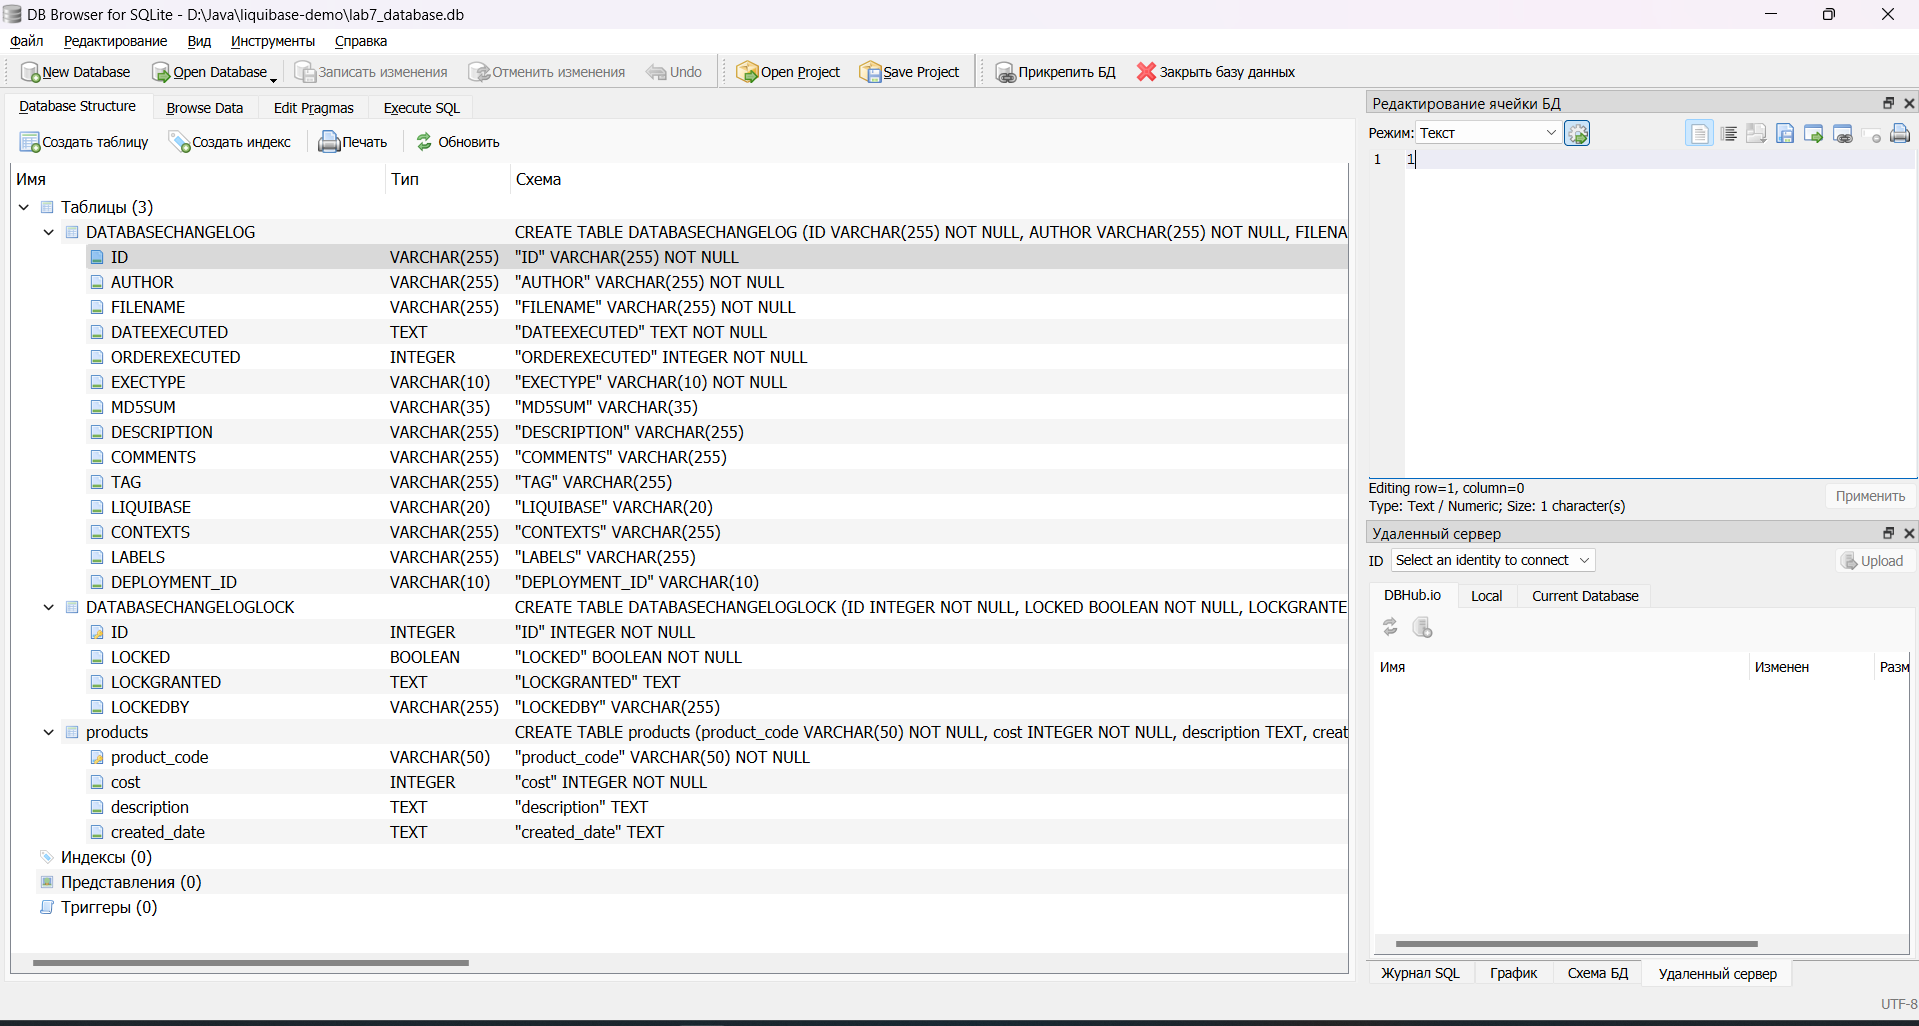 DB Browser for SQLite - D:\Java\liquibase-demo\lab7_database.db
Файл Редактирование Вид Инструменты Справка
New Database Open Database Записать изменения Отменить изменения Undo Open Project Save Project Прикрепить БД Закрыть базу данных
Database Structure Browse Data Edit Pragmas Execute SQL
Создать таблицу Создать индекс Печать Обновить
Имя Тип Схема
Таблицы (3)
DATABASECHANGELOG CREATE TABLE DATABASECHANGELOG (ID VARCHAR(255) NOT NULL, AUTHOR VARCHAR(255) NOT NULL, FILENA
ID VARCHAR(255) "ID" VARCHAR(255) NOT NULL
AUTHOR VARCHAR(255) "AUTHOR" VARCHAR(255) NOT NULL
FILENAME VARCHAR(255) "FILENAME" VARCHAR(255) NOT NULL
DATEEXECUTED TEXT "DATEEXECUTED" TEXT NOT NULL
ORDEREXECUTED INTEGER "ORDEREXECUTED" INTEGER NOT NULL
EXECTYPE VARCHAR(10) "EXECTYPE" VARCHAR(10) NOT NULL
MD5SUM VARCHAR(35) "MD5SUM" VARCHAR(35)
DESCRIPTION VARCHAR(255) "DESCRIPTION" VARCHAR(255)
COMMENTS VARCHAR(255) "COMMENTS" VARCHAR(255)
TAG VARCHAR(255) "TAG" VARCHAR(255)
LIQUIBASE VARCHAR(20) "LIQUIBASE" VARCHAR(20)
CONTEXTS VARCHAR(255) "CONTEXTS" VARCHAR(255)
LABELS VARCHAR(255) "LABELS" VARCHAR(255)
DEPLOYMENT_ID VARCHAR(10) "DEPLOYMENT_ID" VARCHAR(10)
DATABASECHANGELOGLOCK CREATE TABLE DATABASECHANGELOGLOCK (ID INTEGER NOT NULL, LOCKED BOOLEAN NOT NULL, LOCKGRANTE
ID INTEGER "ID" INTEGER NOT NULL
LOCKED BOOLEAN "LOCKED" BOOLEAN NOT NULL
LOCKGRANTED TEXT "LOCKGRANTED" TEXT
LOCKEDBY VARCHAR(255) "LOCKEDBY" VARCHAR(255)
products CREATE TABLE products (product_code VARCHAR(50) NOT NULL, cost INTEGER NOT NULL, description TEXT, creat
product_code VARCHAR(50) "product_code" VARCHAR(50) NOT NULL
cost INTEGER "cost" INTEGER NOT NULL
description TEXT "description" TEXT
created_date TEXT "created_date" TEXT
Индексы (0)
Представления (0)
Триггеры (0)
Редактирование ячейки БД
Режим: Текст
1 1
Editing row=1, column=0
Type: Text / Numeric; Size: 1 character(s)
Применить
Удаленный сервер
ID Select an identity to connect Upload
DBHub.io Local Current Database
Имя Изменен Разм
Журнал SQL График Схема БД Удаленный сервер
UTF-8